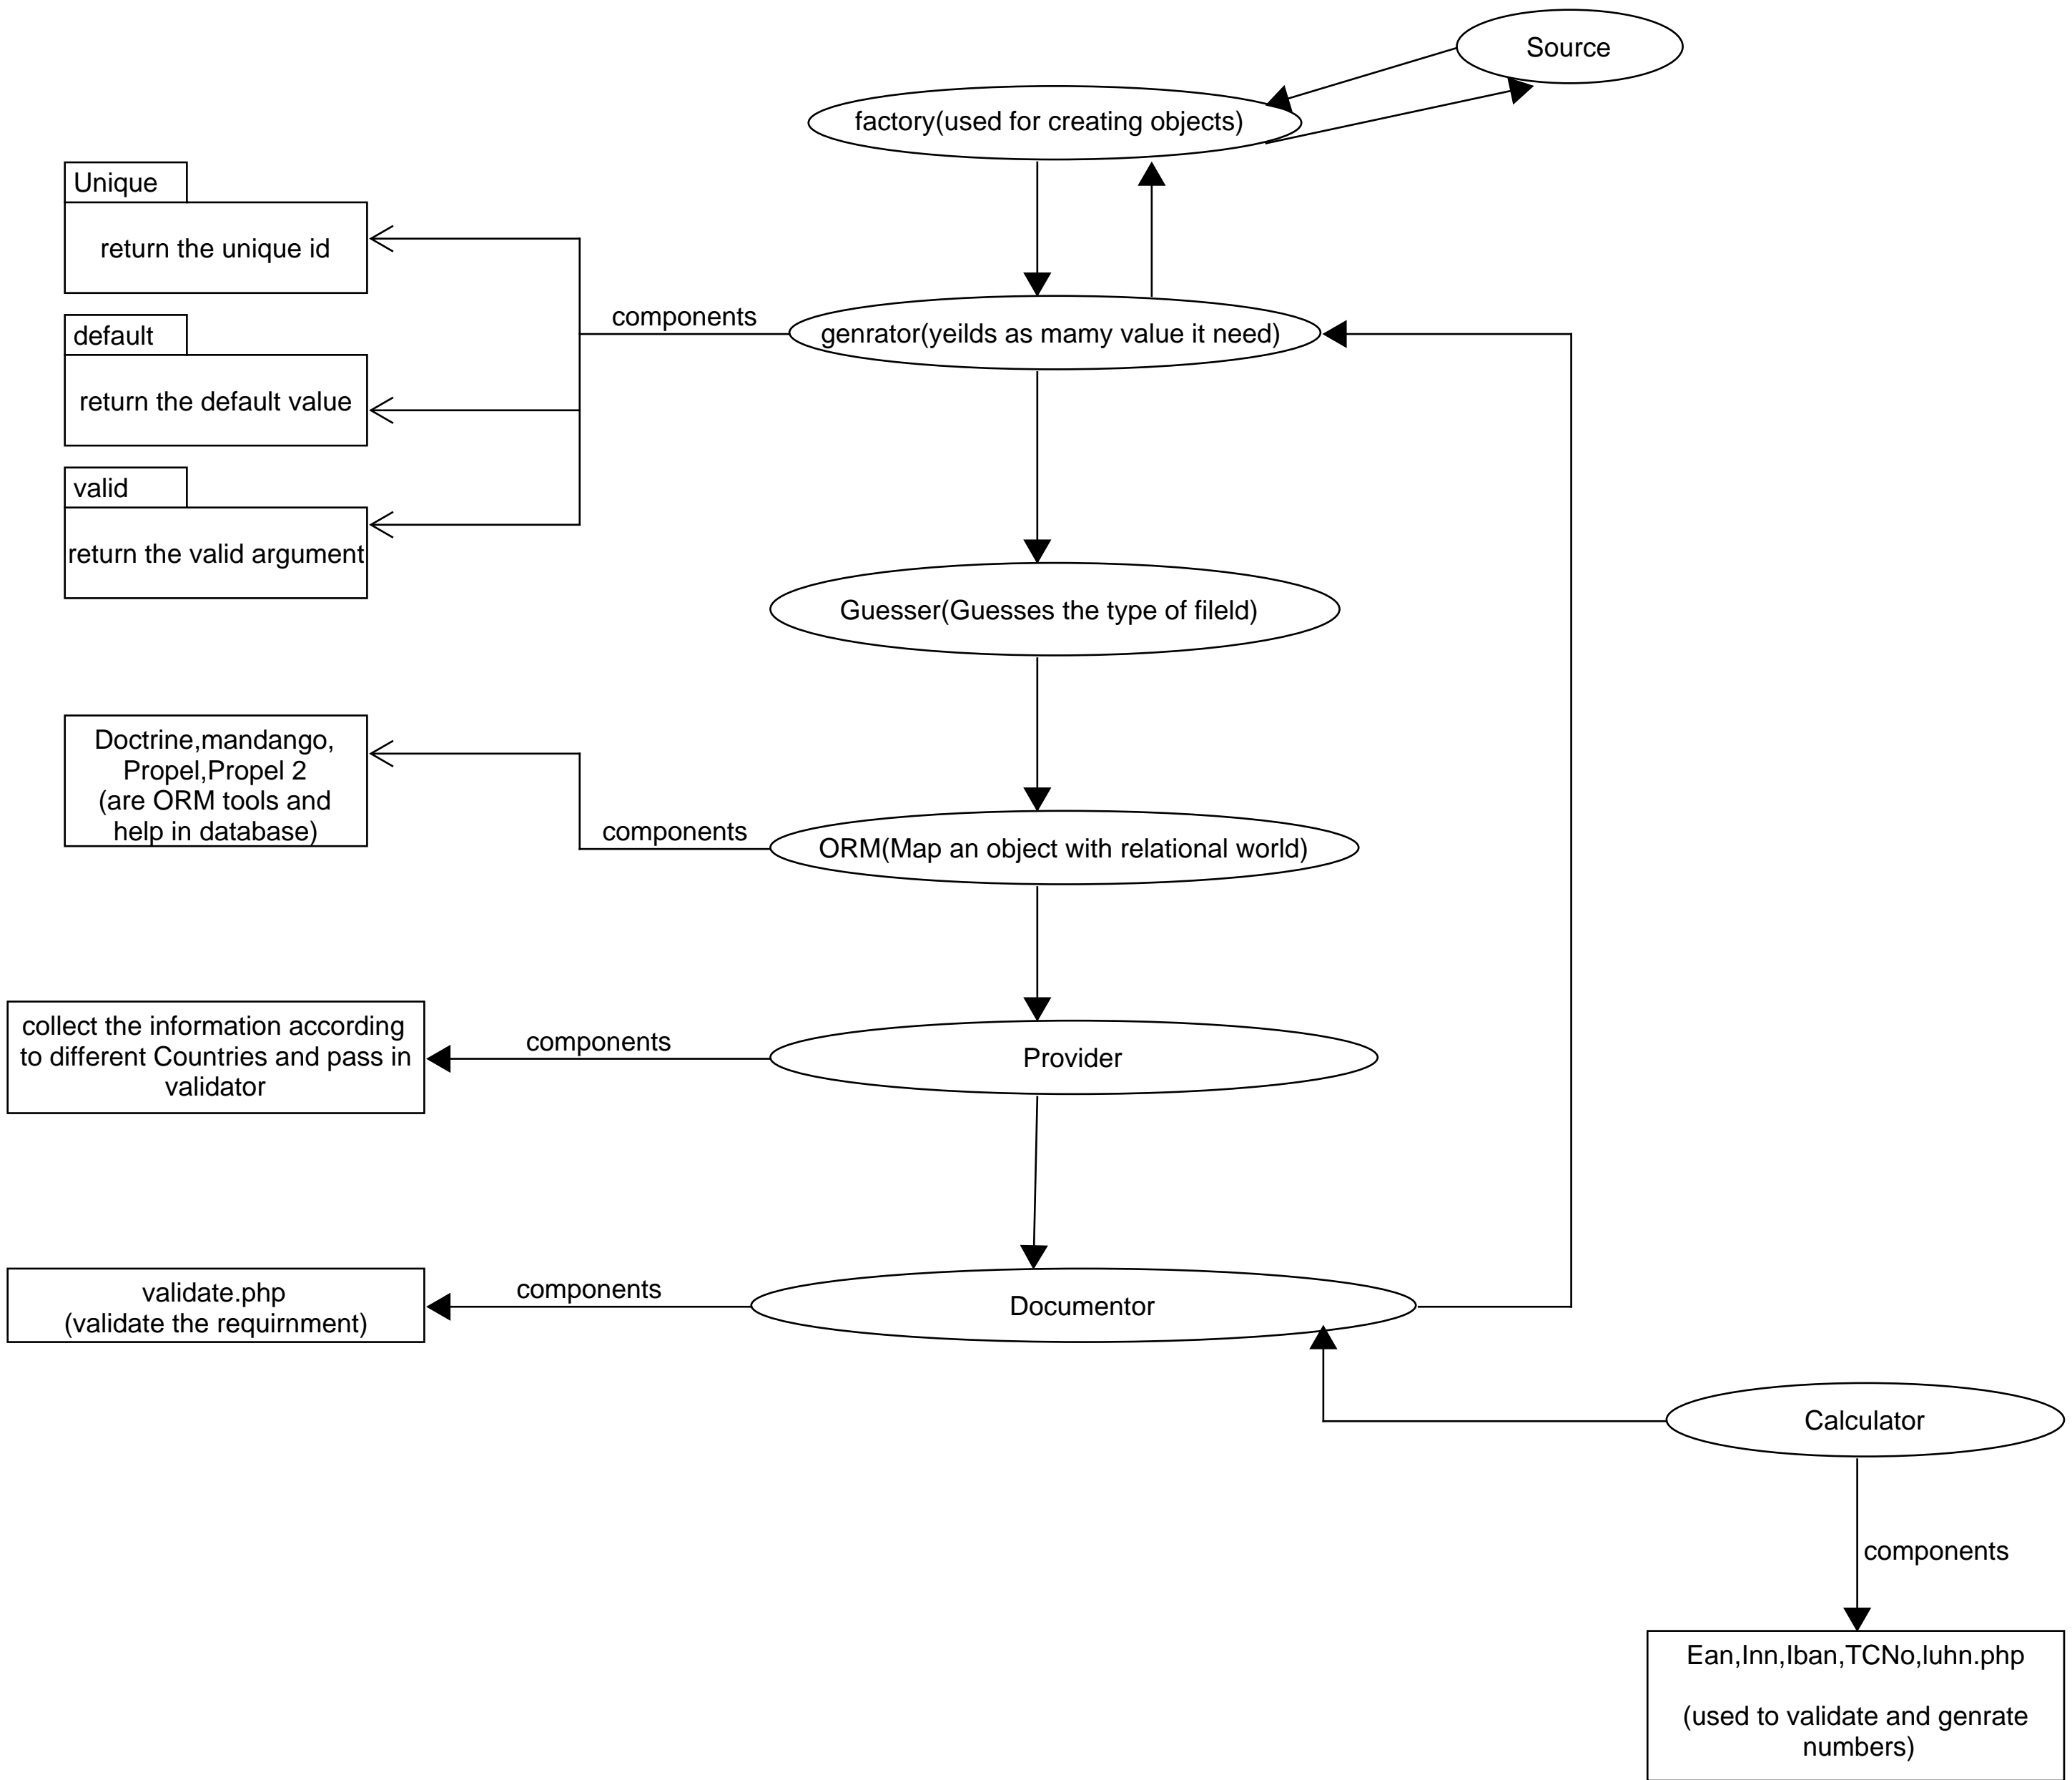 Source
factory(used for creating objects)
Unique
return the unique id
components
genrator(yeilds as mamy value it need)
default
return the default value
valid
return the valid argument
Guesser(Guesses the type of fileld)
Doctrine,mandango,
Propel,Propel 2
(are ORM tools and
help in database)
components
ORM(Map an object with relational world)
collect the information according
to different Countries and pass in
validator
components
Provider
validate.php
(validate the requirnment)
components
Documentor
Calculator
components
Ean,Inn,Iban,TCNo,luhn.php
(used to validate and genrate
numbers)